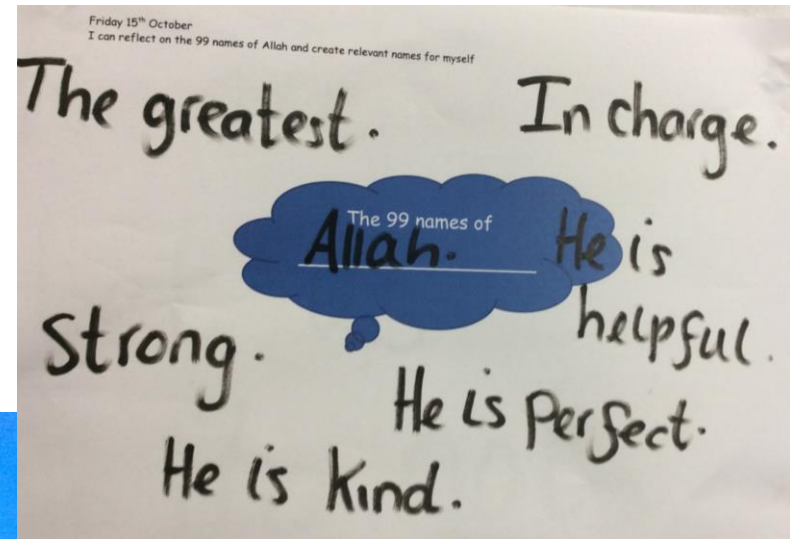 Friday 15th October
I can reflect on the 99 names of Allah and create relevant names for myself
The greatest.
In charge.
The 99 names of
Allah.
He is
helpful.
Strong.
He is perfect.
He is kind.